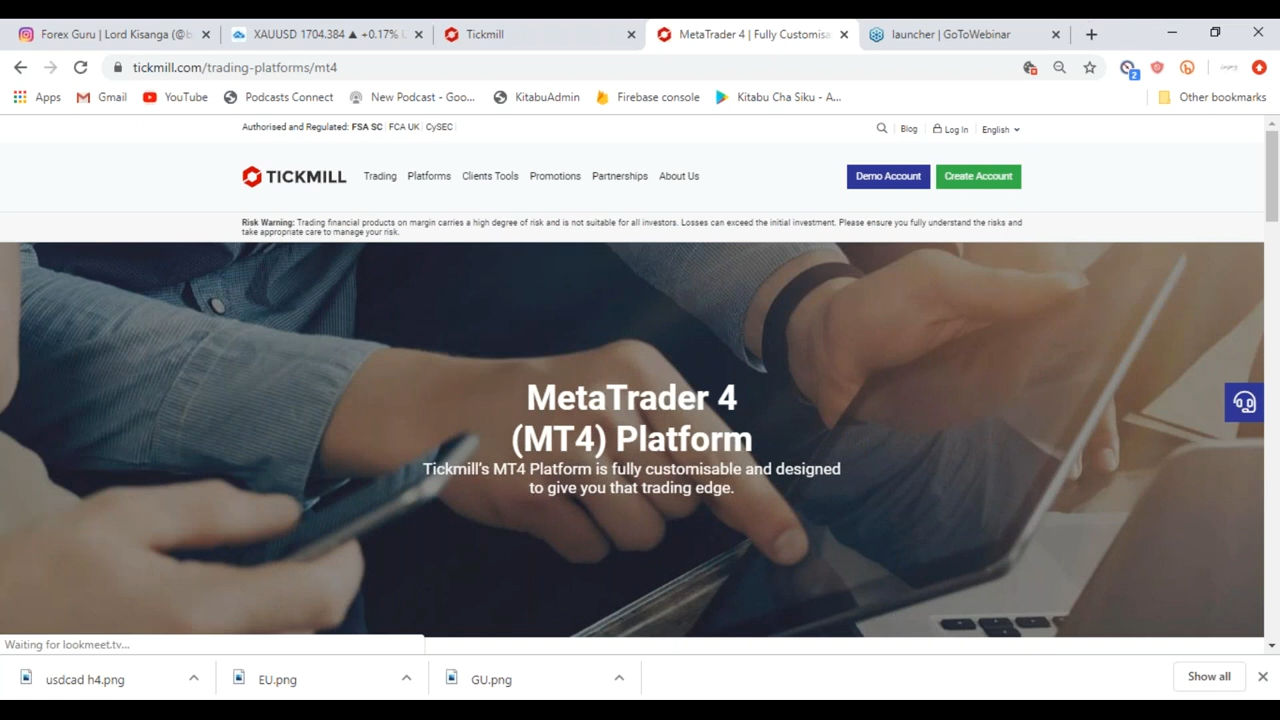 Forex Guru | Lord Kisanga (@b
XAUUSD 1704.384 ▲ +0.17%
Tickmill
MetaTrader 4 | Fully Customisa
launcher | GoToWebinar
tickmill.com/trading-platforms/mt4
2
Apps
Gmail
YouTube
Podcasts Connect
New Podcast - Goo...
KitabuAdmin
Firebase console
Kitabu Cha Siku - A...
Other bookmarks
Authorised and Regulated: FSA SC | FCA UK | CySEC
Blog
Log In
English
TICKMILL
Trading
Platforms
Clients Tools
Promotions
Partnerships
About Us
Demo Account
Create Account
Risk Warning: Trading financial products on margin carries a high degree of risk and is not suitable for all investors. Losses can exceed the initial investment. Please ensure you fully understand the risks and
take appropriate care to manage your risk.
MetaTrader 4
(MT4) Platform
Tickmill's MT4 Platform is fully customisable and designed
to give you that trading edge.
Waiting for lookmeet.tv...
usdcad h4.png
EU.png
GU.png
Show all